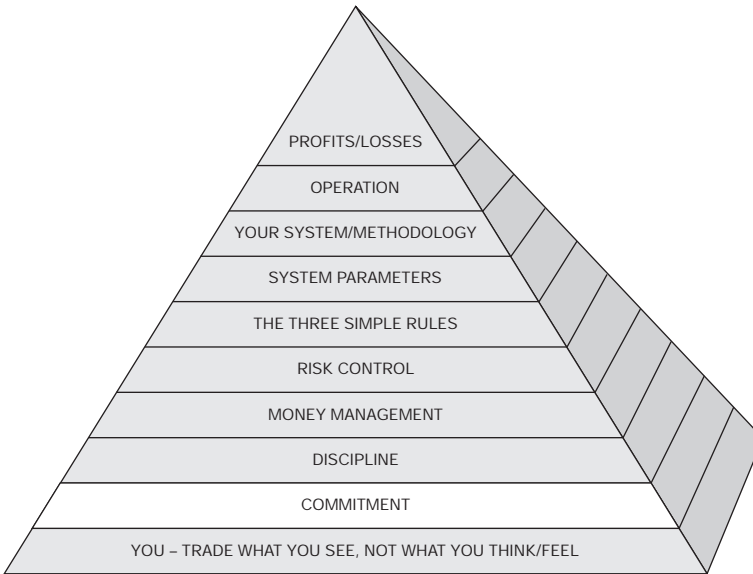 PROFITS/LOSSES
OPERATION
YOUR SYSTEM/METHODOLOGY
SYSTEM PARAMETERS
THE THREE SIMPLE RULES
RISK CONTROL
MONEY MANAGEMENT
DISCIPLINE
COMMITMENT
YOU – TRADE WHAT YOU SEE, NOT WHAT YOU THINK/FEEL